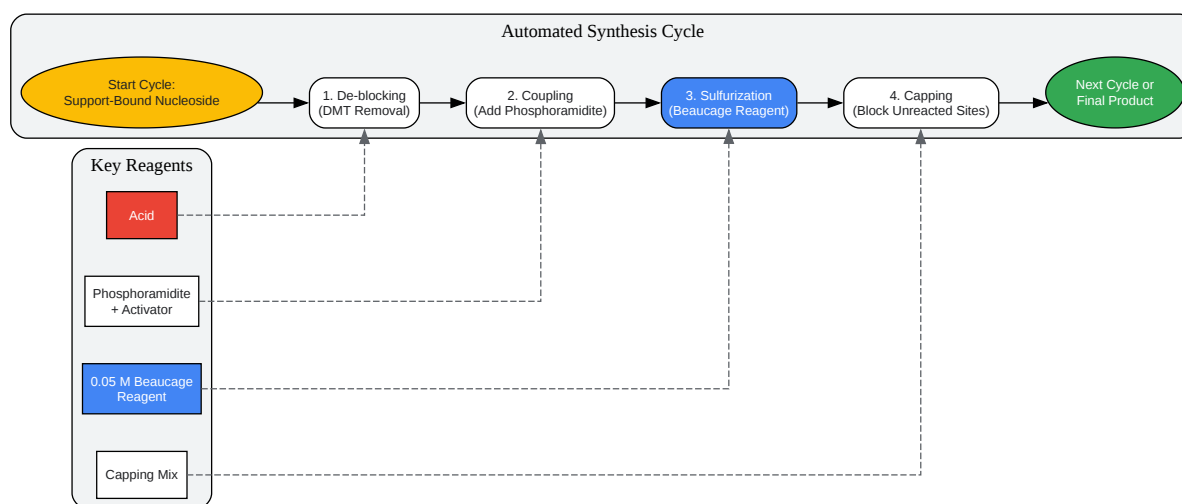 Automated Synthesis Cycle
Start Cycle:
Support-Bound Nucleoside
1. De-blocking
(DMT Removal)
2. Coupling
(Add Phosphoramidite)
3. Sulfurization
(Beaucage Reagent)
4. Capping
(Block Unreacted Sites)
Next Cycle or
Final Product
Key Reagents
Acid
Phosphoramidite
+ Activator
0.05 M Beaucage
Reagent
Capping Mix